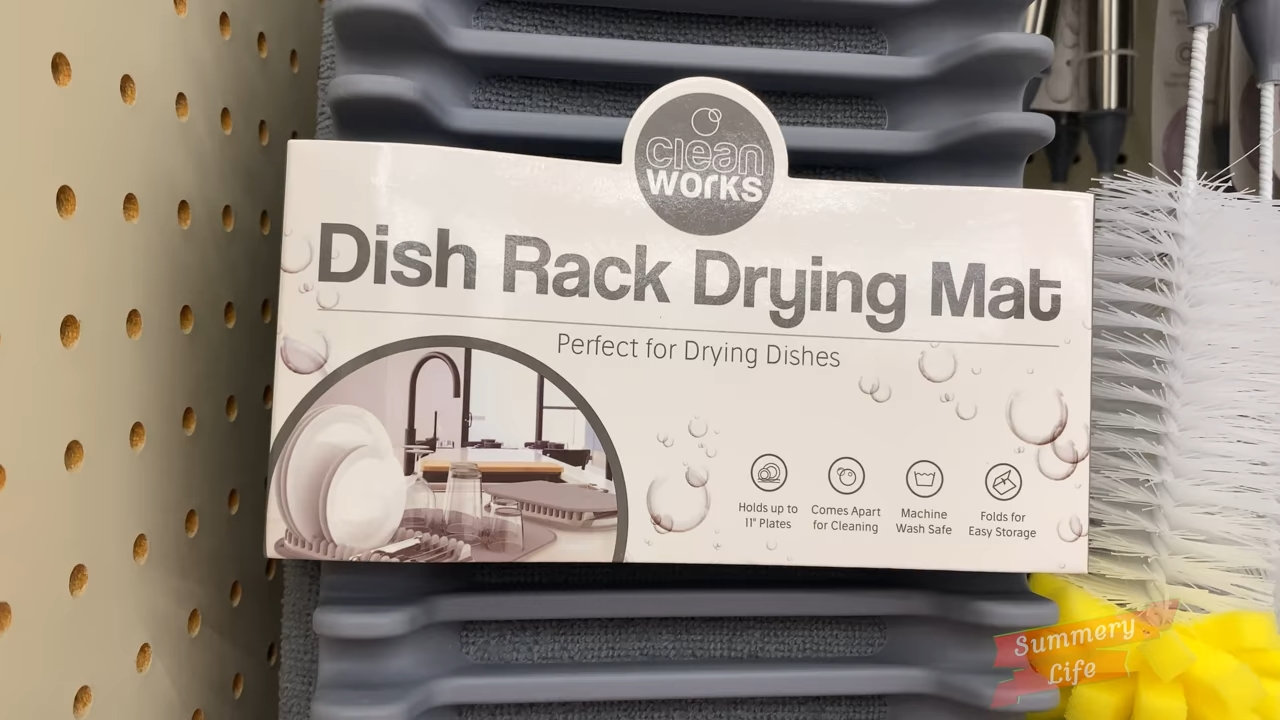 clean
works
Dish Rack Drying Mat
Perfect for Drying Dishes
Holds up to
11" Plates
Comes Apart
for Cleaning
Machine
Wash Safe
Folds for
Easy Storage
Summery
Life